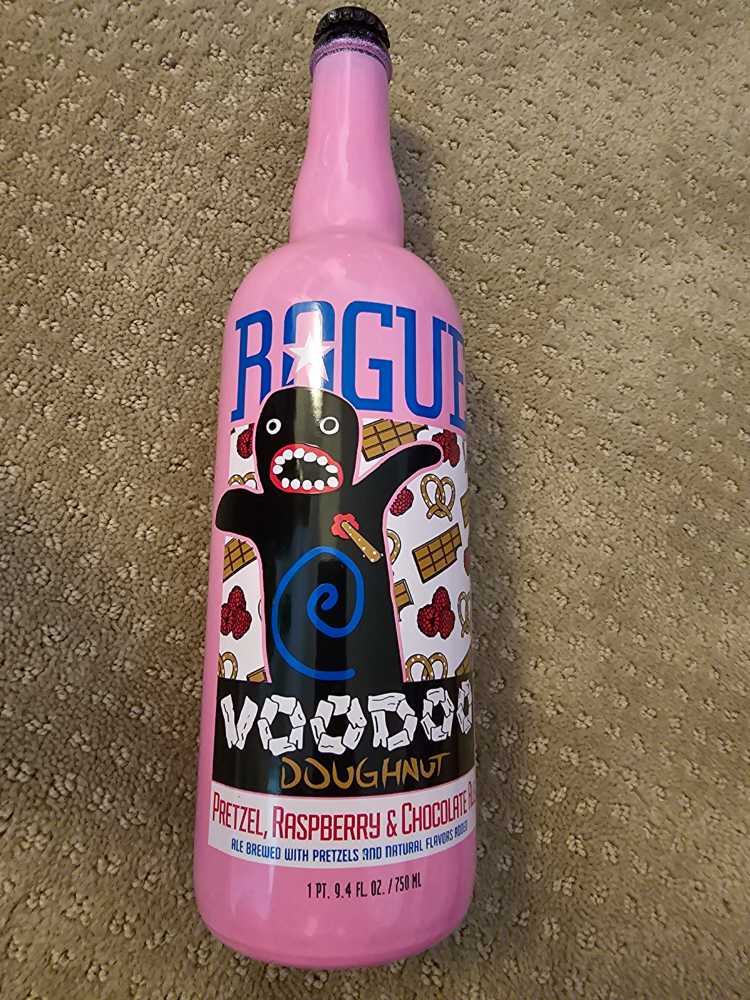 ROGUE
VOODOO
DOUGHNUT
PRETZEL, RASPBERRY & CHOCOLATE
ALE BREWED WITH PRETZELS AND NATURAL FLAVORS ADDED
1 PT. 9.4 FL. OZ. / 750 ML